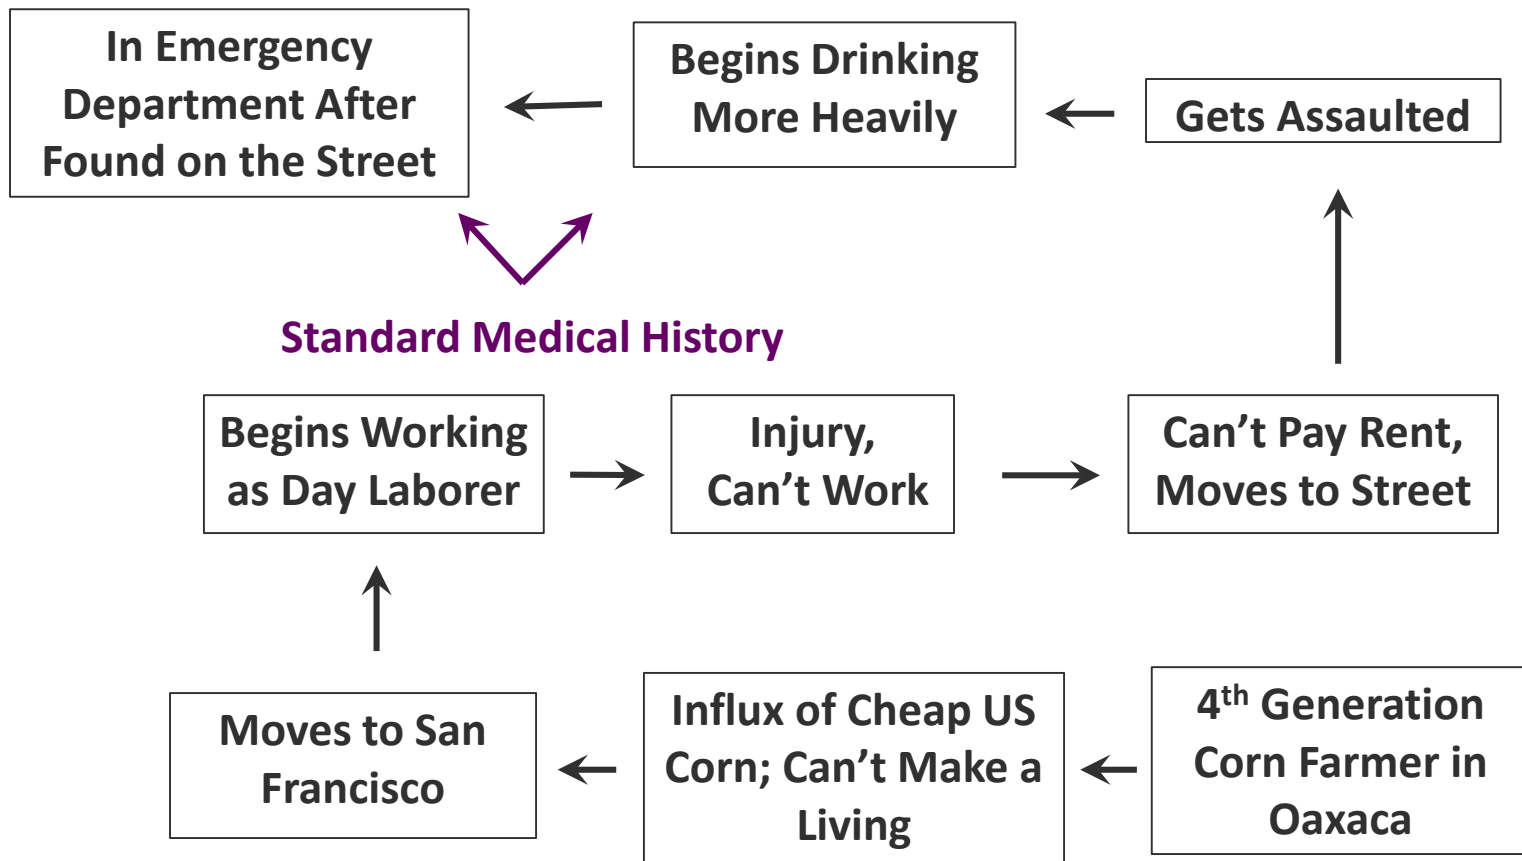 In Emergency
Department After
Found on the Street
Begins Drinking
More Heavily
Gets Assaulted
Standard Medical History
Begins Working
as Day Laborer
Injury,
Can’t Work
Can’t Pay Rent,
Moves to Street
Moves to San
Francisco
Influx of Cheap US
Corn; Can’t Make a
Living
4th Generation
Corn Farmer in
Oaxaca